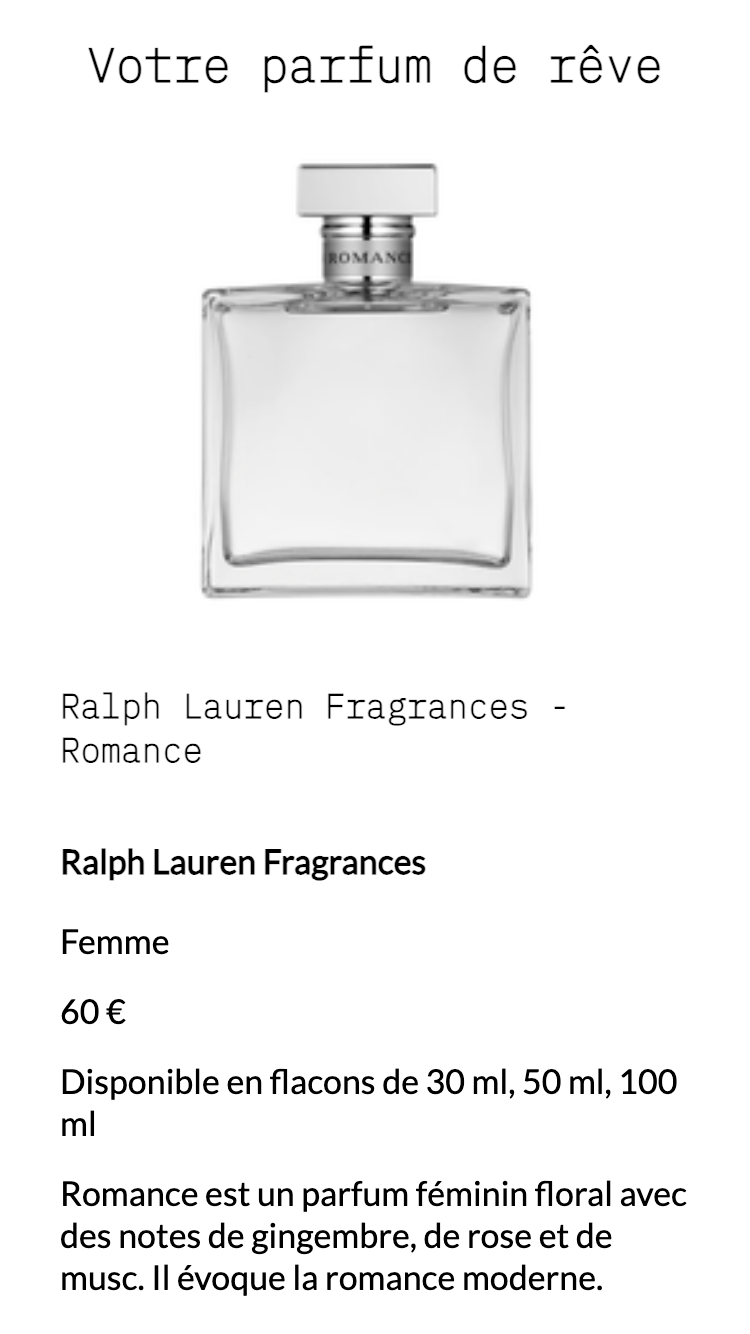 Votre parfum de rêve
ROMANC
Ralph Lauren Fragrances -
Romance
Ralph Lauren Fragrances
Femme
60 €
Disponible en flacons de 30 ml, 50 ml, 100
ml
Romance est un parfum féminin floral avec
des notes de gingembre, de rose et de
musc. Il évoque la romance moderne.